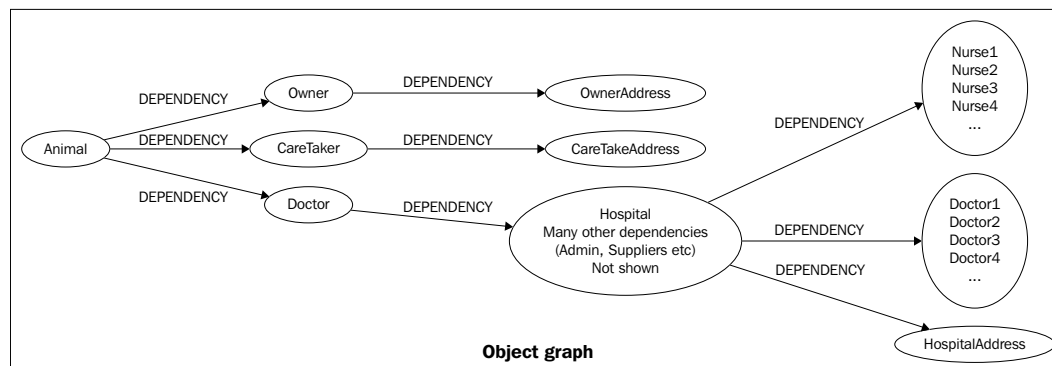 Nurse1
Nurse2
Nurse3
Nurse4
...
DEPENDENCY
Owner
DEPENDENCY
OwnerAddress
DEPENDENCY
Animal
DEPENDENCY
CareTaker
DEPENDENCY
CareTakeAddress
DEPENDENCY
Doctor
DEPENDENCY
Hospital
Many other dependencies
(Admin, Suppliers etc)
Not shown
DEPENDENCY
Doctor1
Doctor2
Doctor3
Doctor4
...
DEPENDENCY
HospitalAddress
Object graph